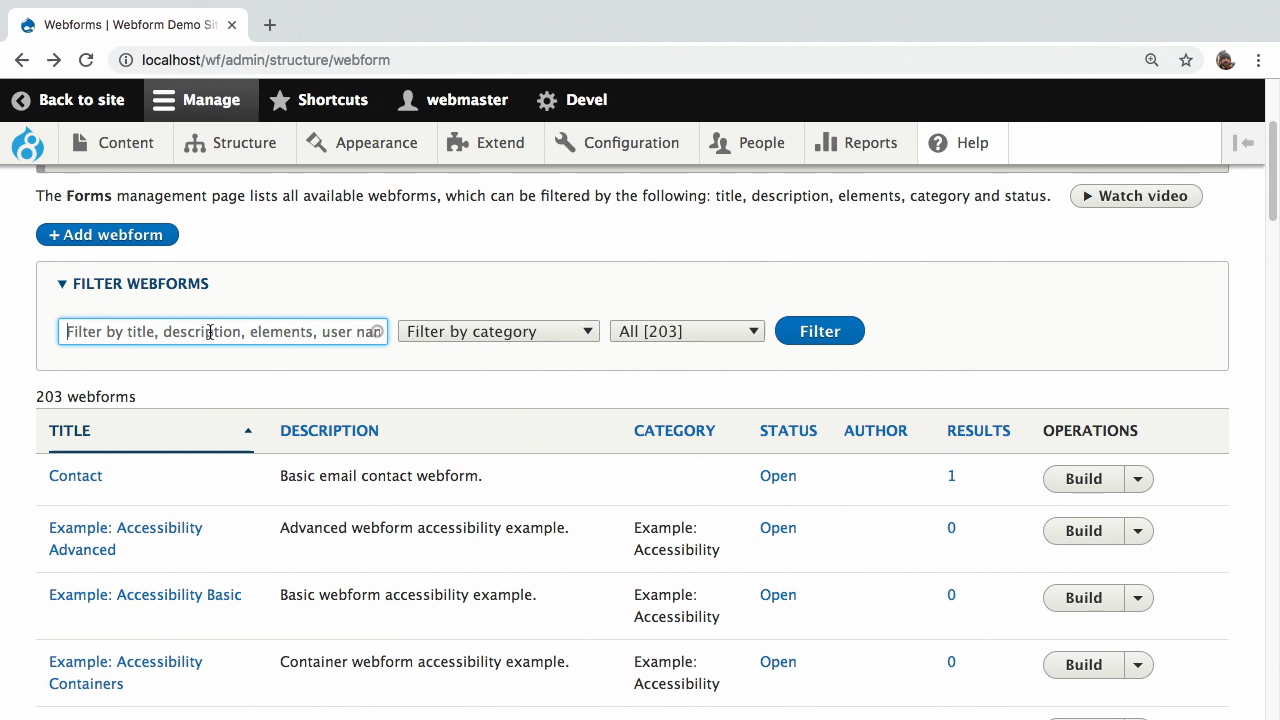 Webforms | Webform Demo Si
localhost/wf/admin/structure/webform
Back to site Manage Shortcuts webmaster Devel
Content Structure Appearance Extend Configuration People Reports Help
The Forms management page lists all available webforms, which can be filtered by the following: title, description, elements, category and status. Watch video
+ Add webform
FILTER WEBFORMS
Filter by title, description, elements, user nan Filter by category All [203] Filter
203 webforms
TITLE DESCRIPTION CATEGORY STATUS AUTHOR RESULTS OPERATIONS
Contact Basic email contact webform. Open 1 Build
Example: Accessibility Advanced webform accessibility example. Example: Open 0 Build
Advanced Accessibility
Example: Accessibility Basic Basic webform accessibility example. Example: Open 0 Build
Accessibility
Example: Accessibility Container webform accessibility example. Example: Open 0 Build
Containers Accessibility